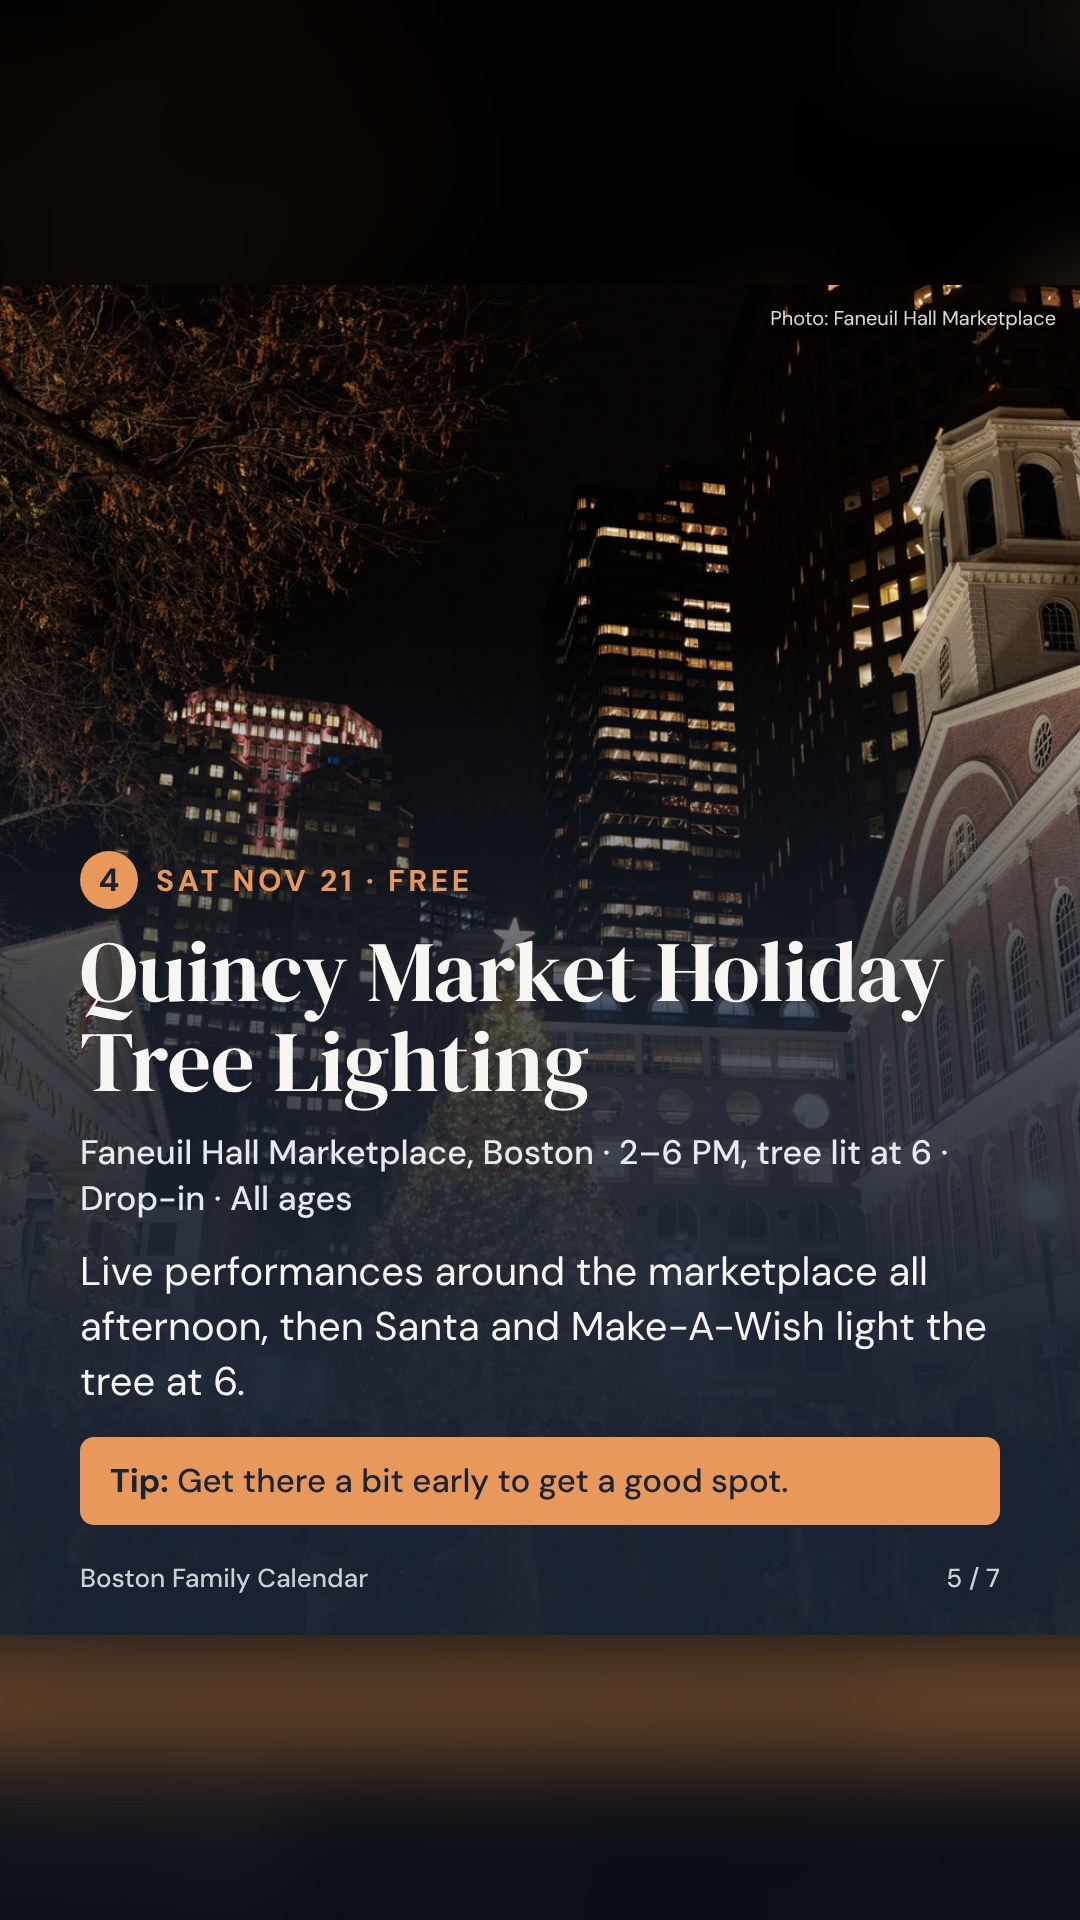 Photo: Faneuil Hall Marketplace
4 SAT NOV 21 · FREE
Quincy Market Holiday
Tree Lighting
Faneuil Hall Marketplace, Boston · 2–6 PM, tree lit at 6 ·
Drop-in · All ages
Live performances around the marketplace all
afternoon, then Santa and Make-A-Wish light the
tree at 6.
Tip: Get there a bit early to get a good spot.
Boston Family Calendar
5 / 7